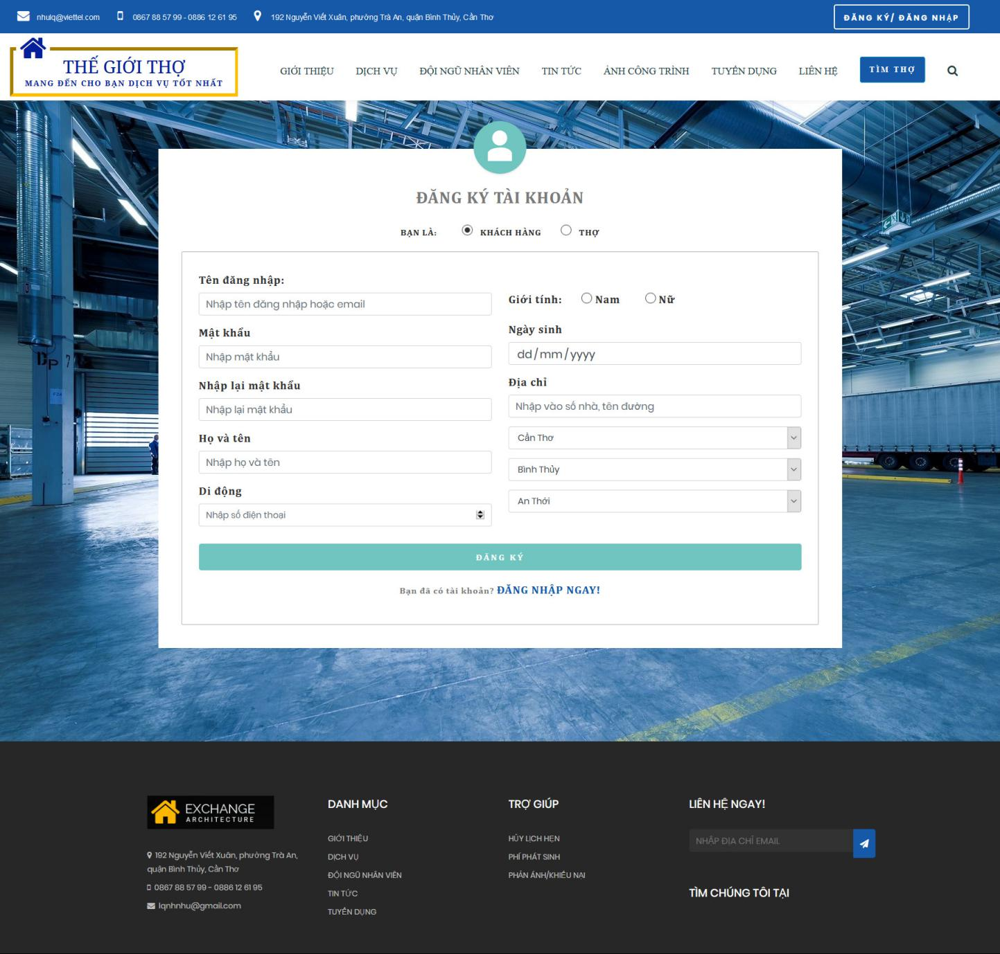 nhulq@viettel.com 0867 88 57 99 - 0886 12 61 95 192 Nguyễn Viết Xuân, phường Trà An, quận Bình Thủy, Cần Thơ ĐĂNG KÝ/ ĐĂNG NHẬP
THẾ GIỚI THỢ
MANG ĐẾN CHO BẠN DỊCH VỤ TỐT NHẤT
GIỚI THIỆU DỊCH VỤ ĐỘI NGŨ NHÂN VIÊN TIN TỨC ẢNH CÔNG TRÌNH TUYỂN DỤNG LIÊN HỆ TÌM THỢ
ĐĂNG KÝ TÀI KHOẢN
BẠN LÀ: KHÁCH HÀNG THỢ
Tên đăng nhập:
Nhập tên đăng nhập hoặc email
Mật khẩu
Nhập mật khẩu
Nhập lại mật khẩu
Nhập lại mật khẩu
Họ và tên
Nhập họ và tên
Di động
Nhập số điện thoại
Giới tính: Nam Nữ
Ngày sinh
dd/mm/yyyy
Địa chỉ
Nhập vào số nhà, tên đường
Cần Thơ
Bình Thủy
An Thới
ĐĂNG KÝ
Bạn đã có tài khoản? ĐĂNG NHẬP NGAY!
EXCHANGE
ARCHITECTURE
192 Nguyễn Viết Xuân, phường Trà An,
quận Bình Thủy, Cần Thơ
0867 88 57 99 - 0886 12 61 95
lqnhnhu@gmail.com
DANH MỤC
GIỚI THIỆU
DỊCH VỤ
ĐỘI NGŨ NHÂN VIÊN
TIN TỨC
TUYỂN DỤNG
TRỢ GIÚP
HỦY LỊCH HẸN
PHÍ PHÁT SINH
PHẢN ÁNH/KHIẾU NẠI
LIÊN HỆ NGAY!
NHẬP ĐỊA CHỈ EMAIL
TÌM CHÚNG TÔI TẠI